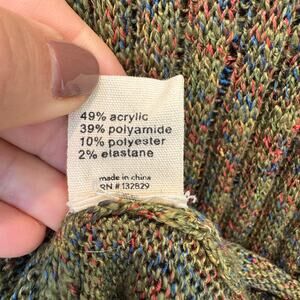 49% acrylic
39% polyamide
10% polyester
2% elastane
made in china
RN # 132829